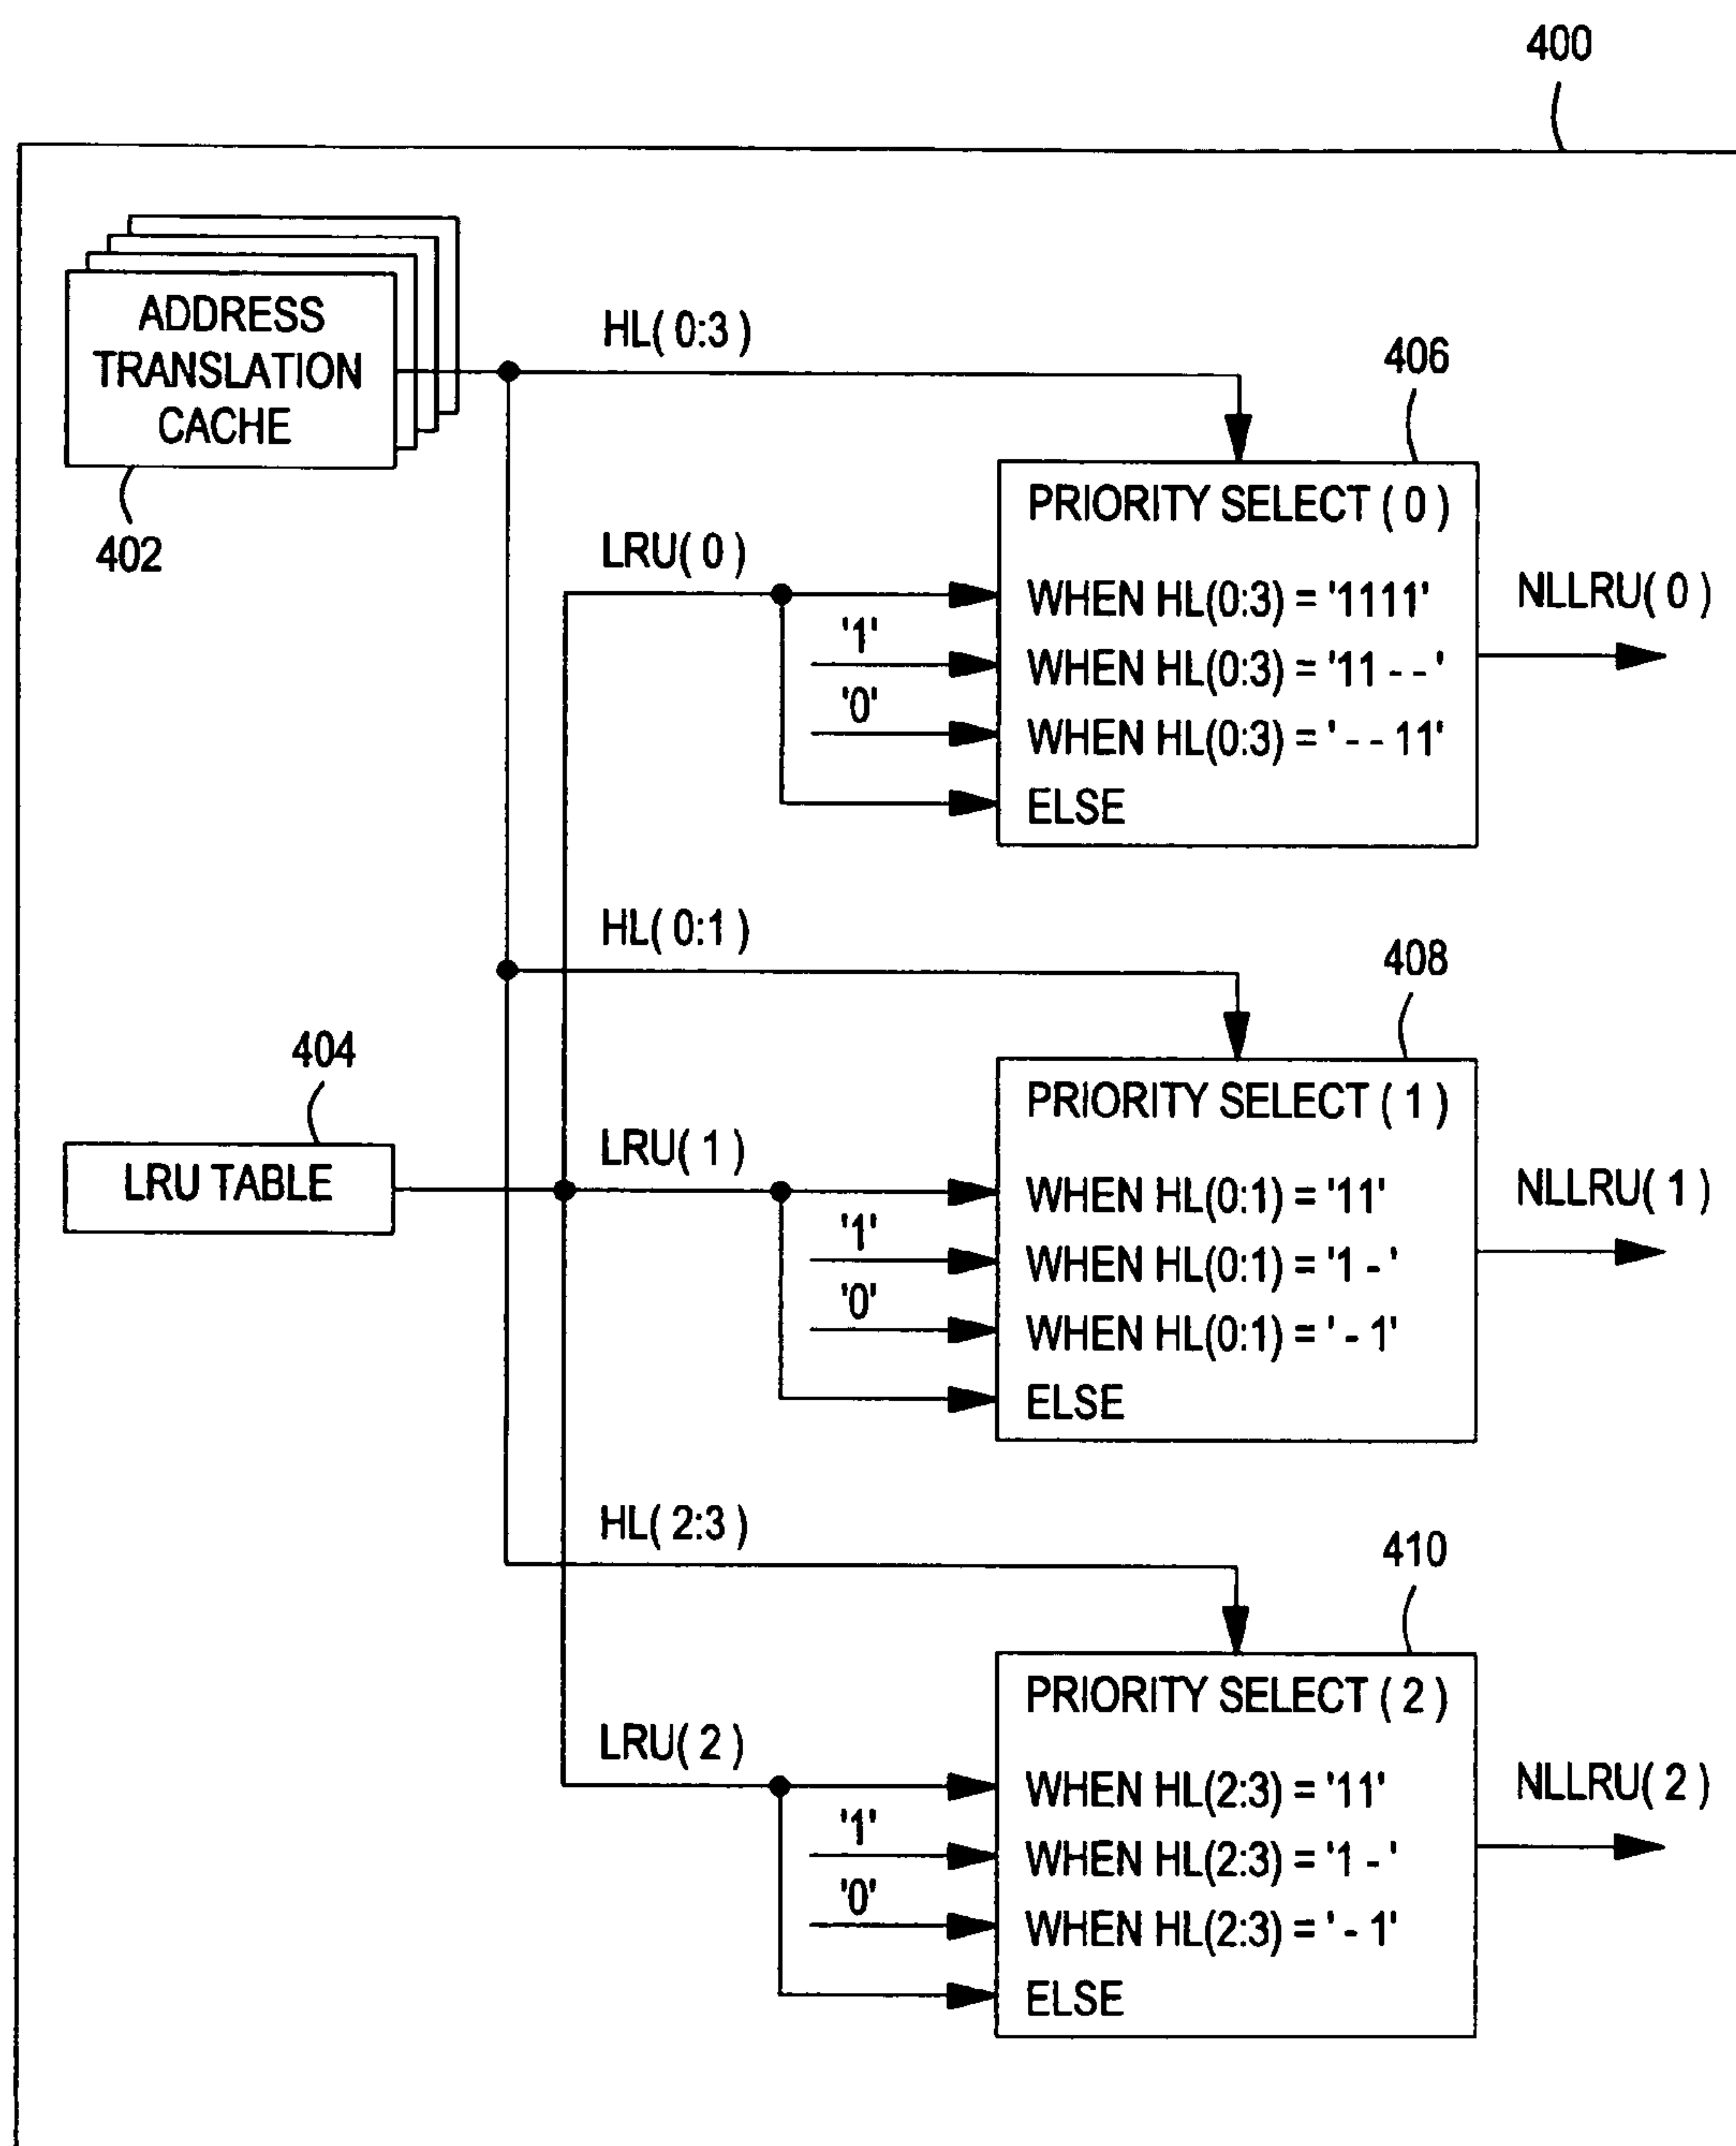 400
ADDRESS
TRANSLATION
CACHE
402
HL( 0:3 )
406
PRIORITY SELECT ( 0 )
LRU( 0 )
WHEN HL(0:3) = '1111'
'1'
WHEN HL(0:3) = '11 - -'
'0'
WHEN HL(0:3) = ' - - 11'
ELSE
NLLRU( 0 )
HL( 0:1 )
408
404
LRU TABLE
PRIORITY SELECT ( 1 )
LRU( 1 )
WHEN HL(0:1) = '11'
'1'
WHEN HL(0:1) = '1 - '
'0'
WHEN HL(0:1) = ' - 1'
ELSE
NLLRU( 1 )
HL( 2:3 )
410
PRIORITY SELECT ( 2 )
LRU( 2 )
WHEN HL(2:3) = '11'
'1'
WHEN HL(2:3) = '1 - '
'0'
WHEN HL(2:3) = ' - 1'
ELSE
NLLRU( 2 )